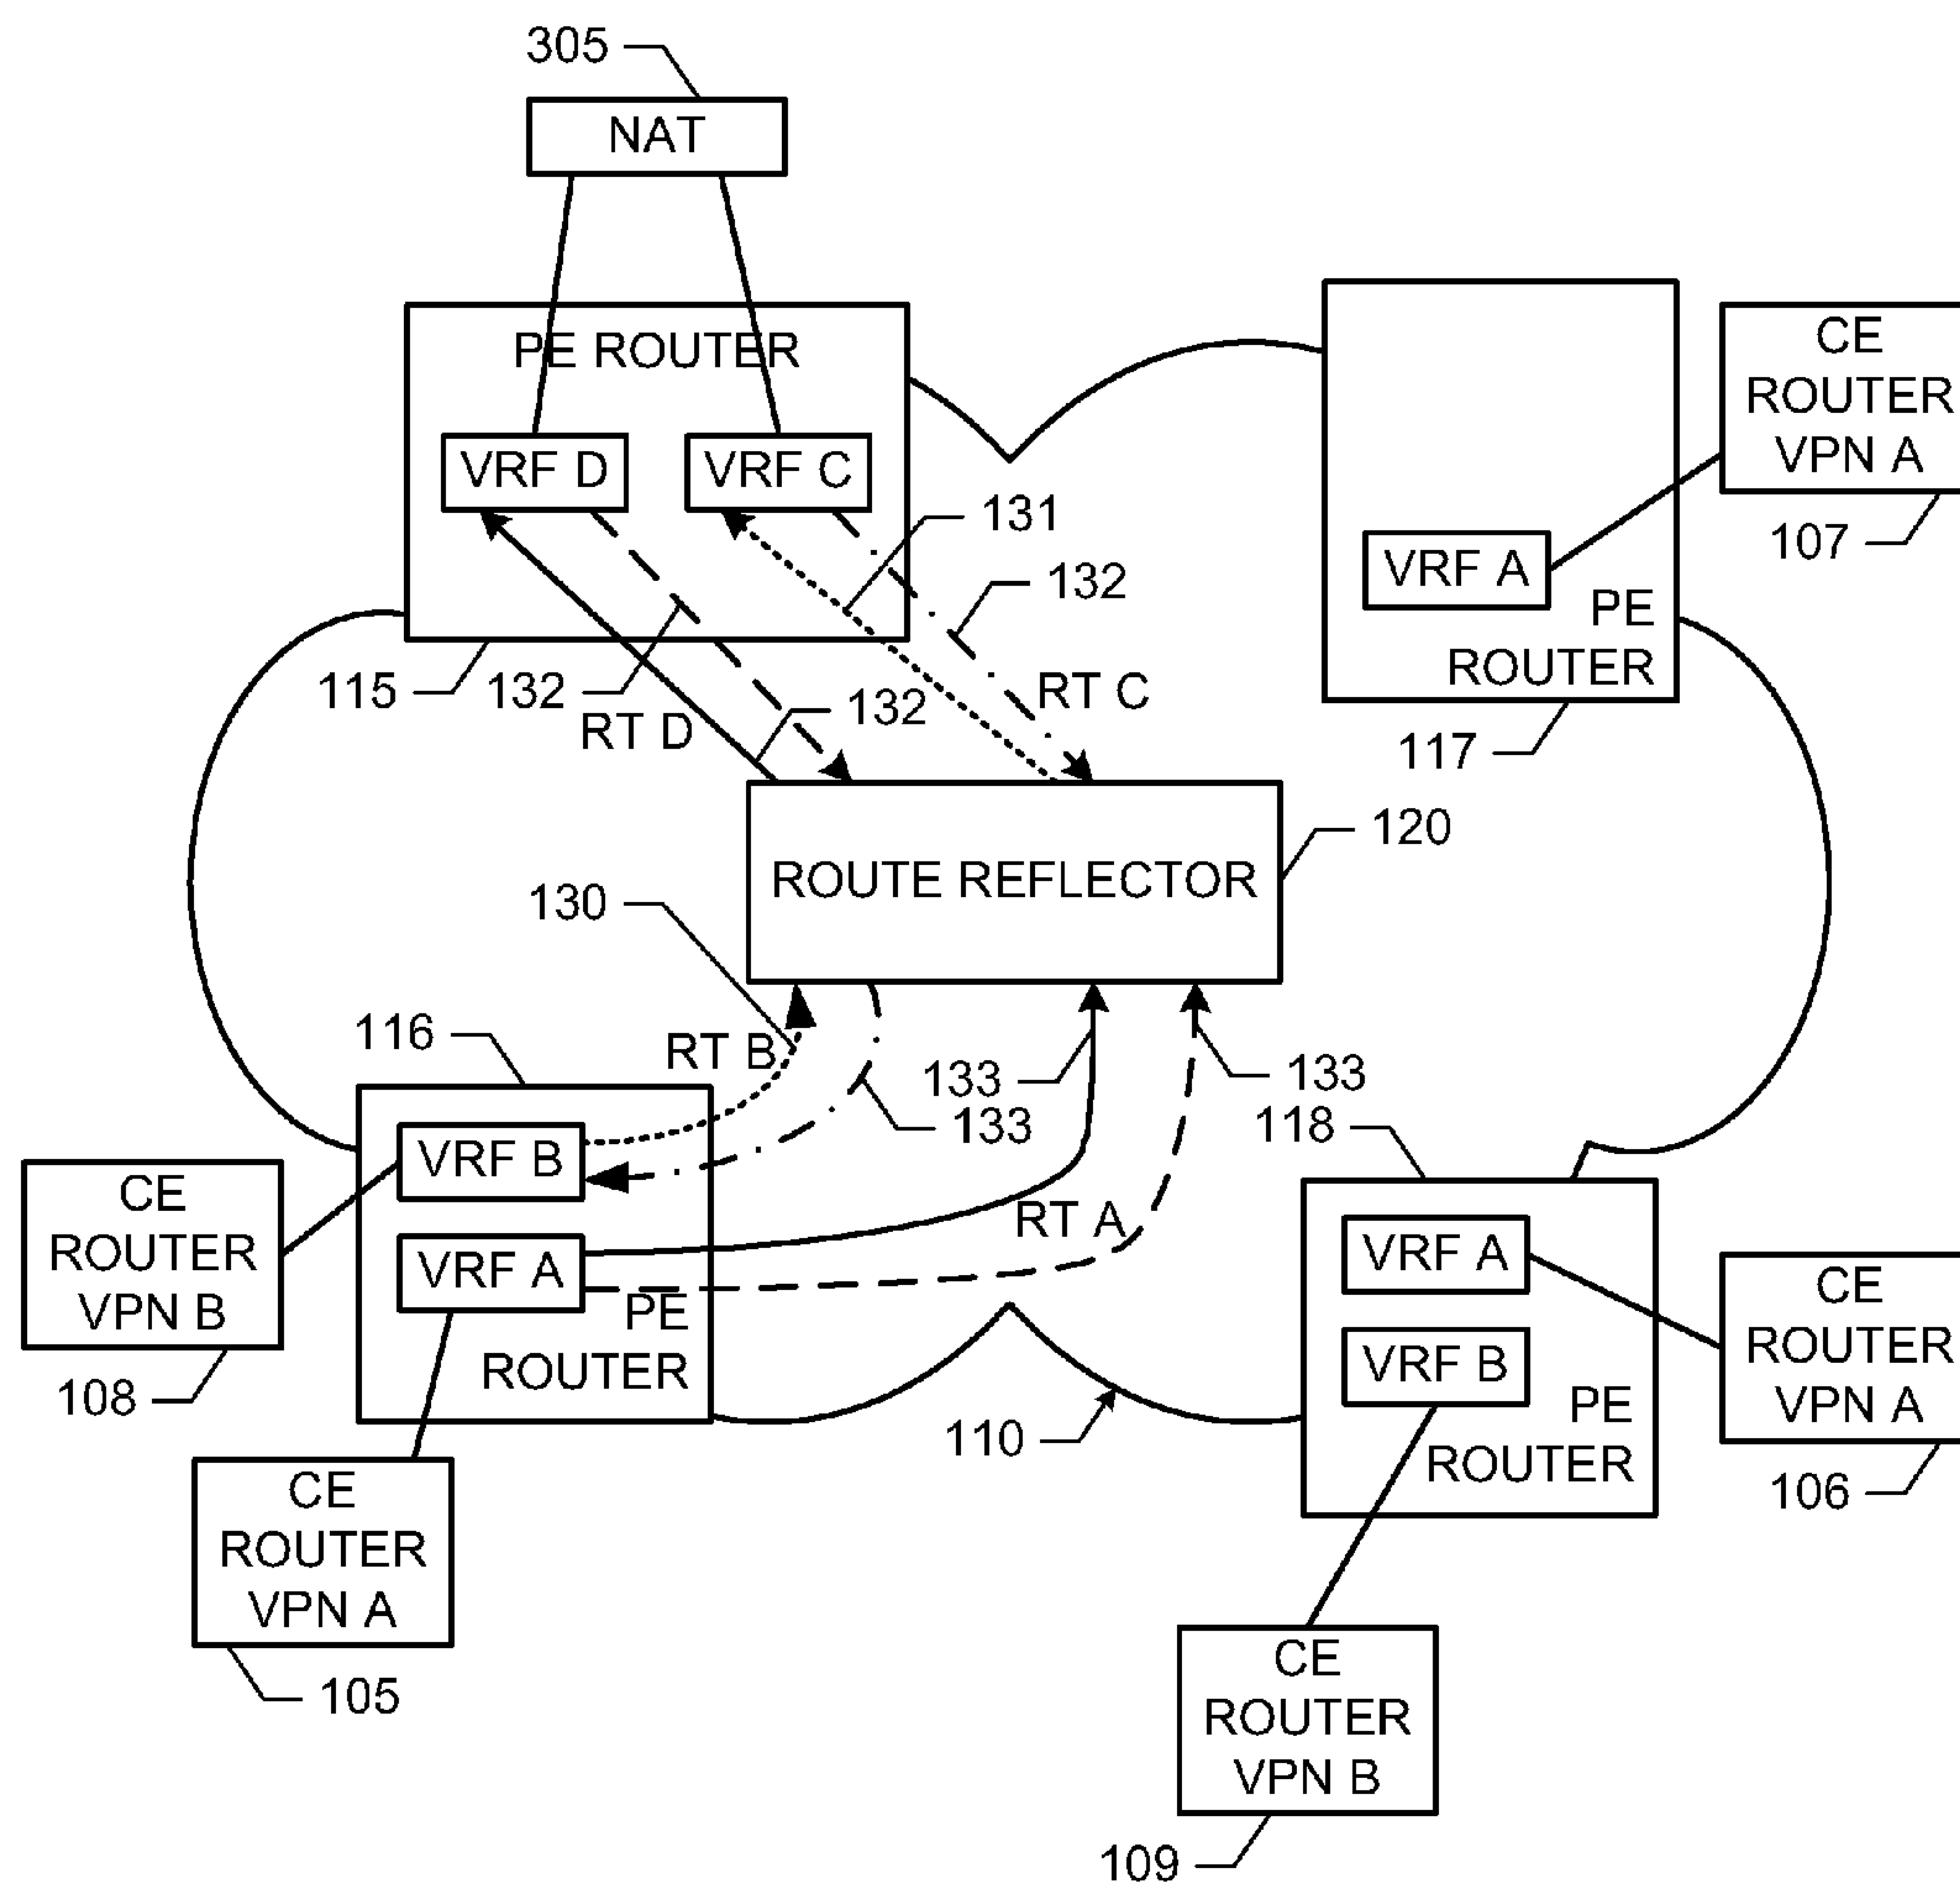 305
NAT
PE ROUTER
VRF D
VRF C
131
132
115
132
RT D
132
RT C
VRF A
PE
ROUTER
117
CE
ROUTER
VPN A
107
ROUTE REFLECTOR
120
130
RT B
116
133
133
133
118
VRF B
VRF A
PE
ROUTER
RT A
CE
ROUTER
VPN B
108
CE
ROUTER
VPN A
105
110
VRF A
VRF B
PE
ROUTER
CE
ROUTER
VPN A
106
CE
ROUTER
VPN B
109